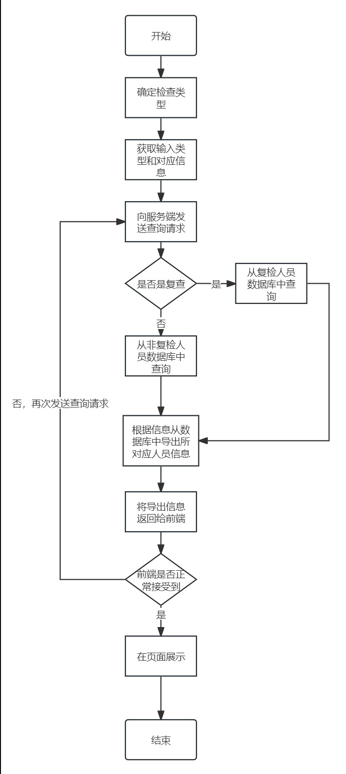 开始
确定检查类
型
获取输入类
型和对应信
息
向服务端发
送查询请求
是否是复查
是
从复检人员
数据库中查
询
否
从非复检人
员数据库中
查询
否，再次发送查询请求
根据信息从数
据库中导出所
对应人员信息
将导出信息
返回给前端
前端是否正
常接受到
是
在页面展示
结束